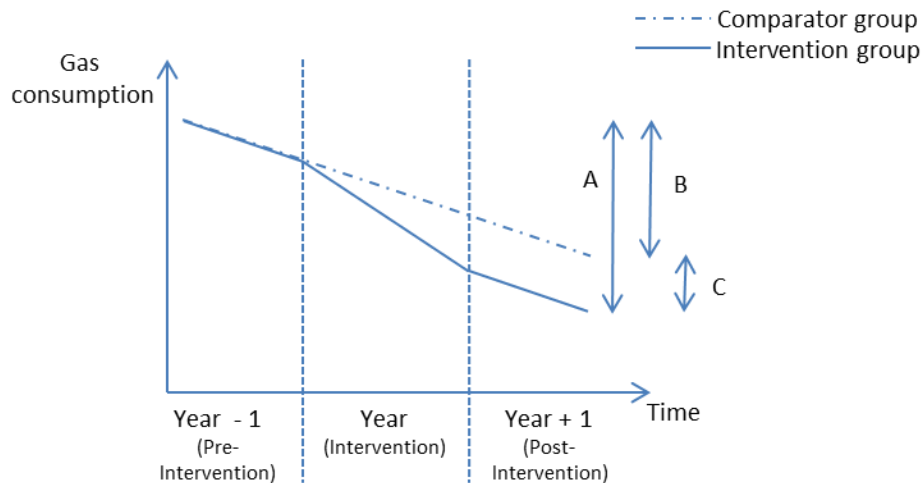 Comparator group
Intervention group
Gas
consumption
A
B
C
Time
Year - 1
(Pre-
Intervention)
Year
(Intervention)
Year + 1
(Post-
Intervention)